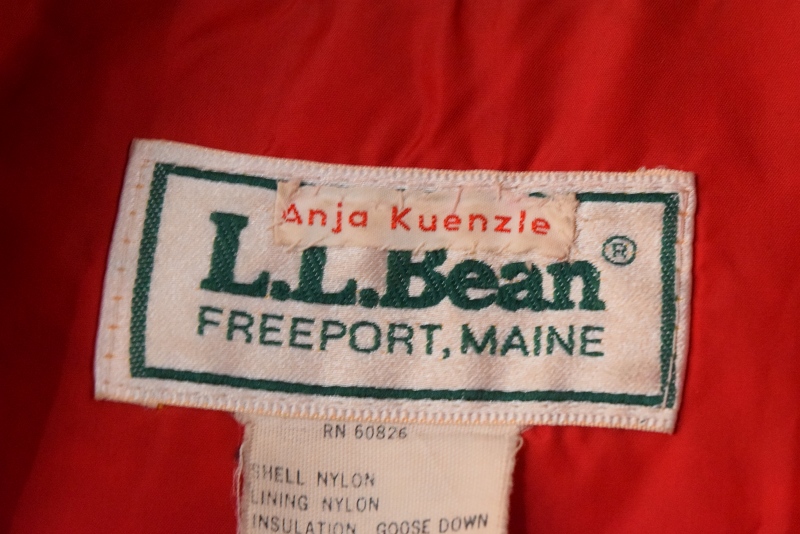 Anja Kuenzle
L.L.Bean®
FREEPORT, MAINE
RN 60826
SHELL NYLON
LINING NYLON
INSULATION GOOSE DOWN